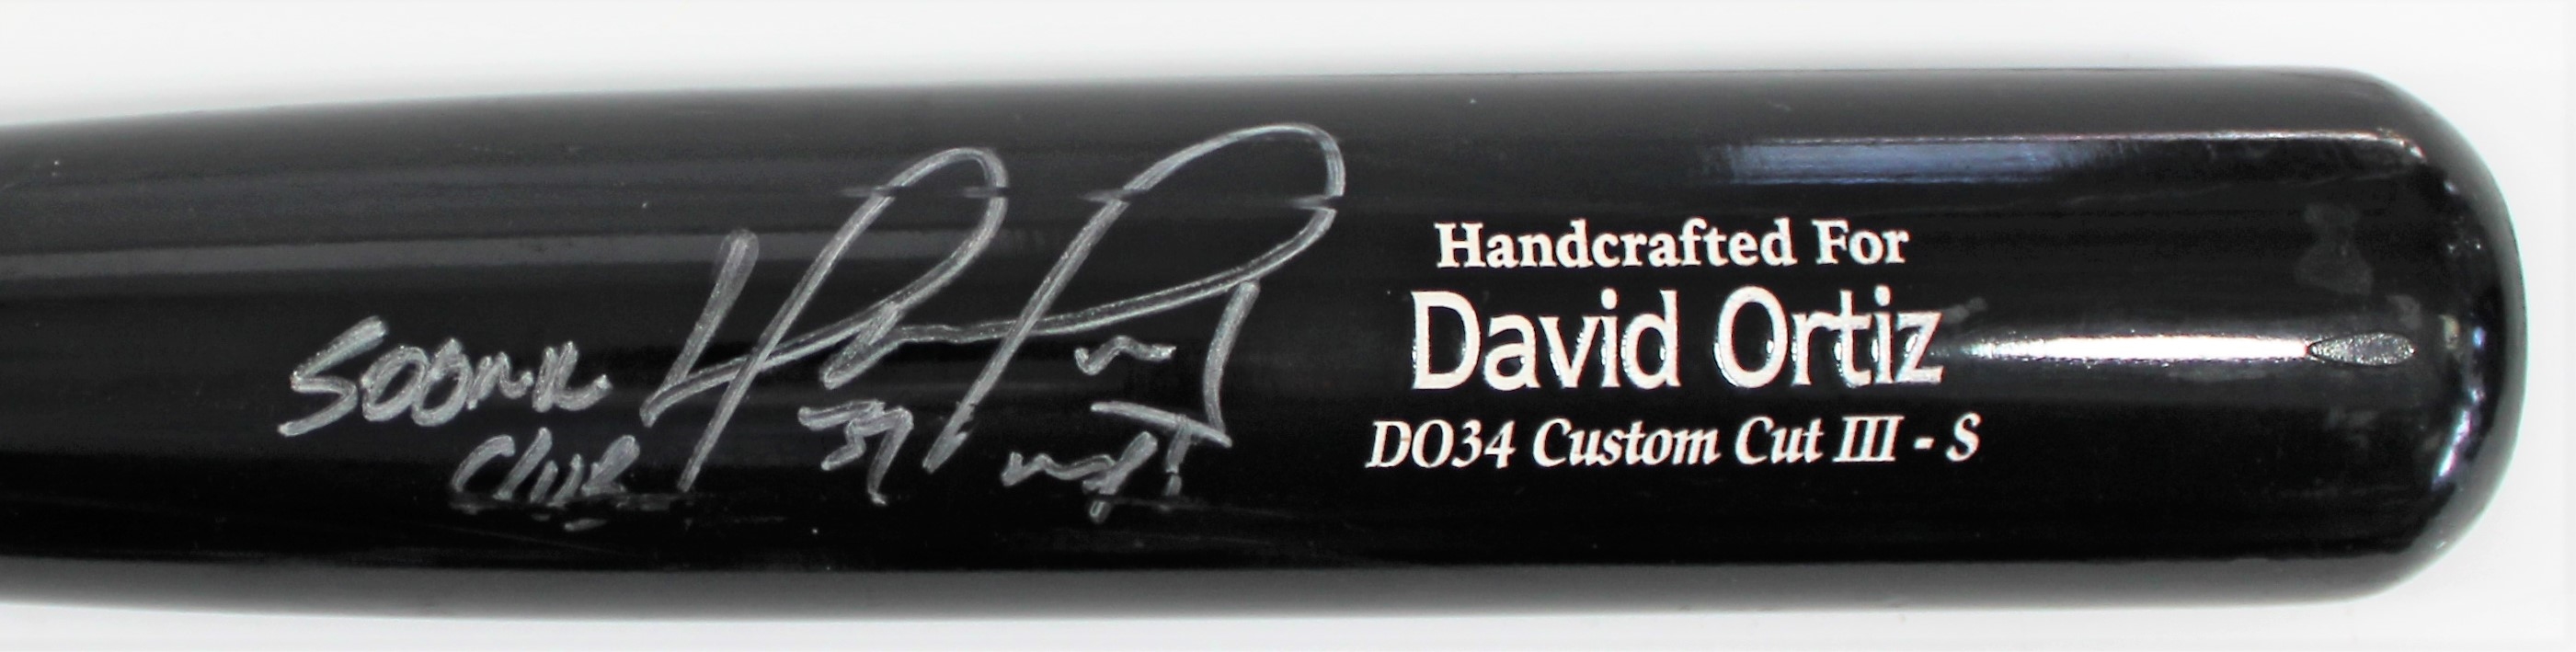 Handcrafted For
David Ortiz
DO34 Custom Cut III - S
500 HR
Club
34